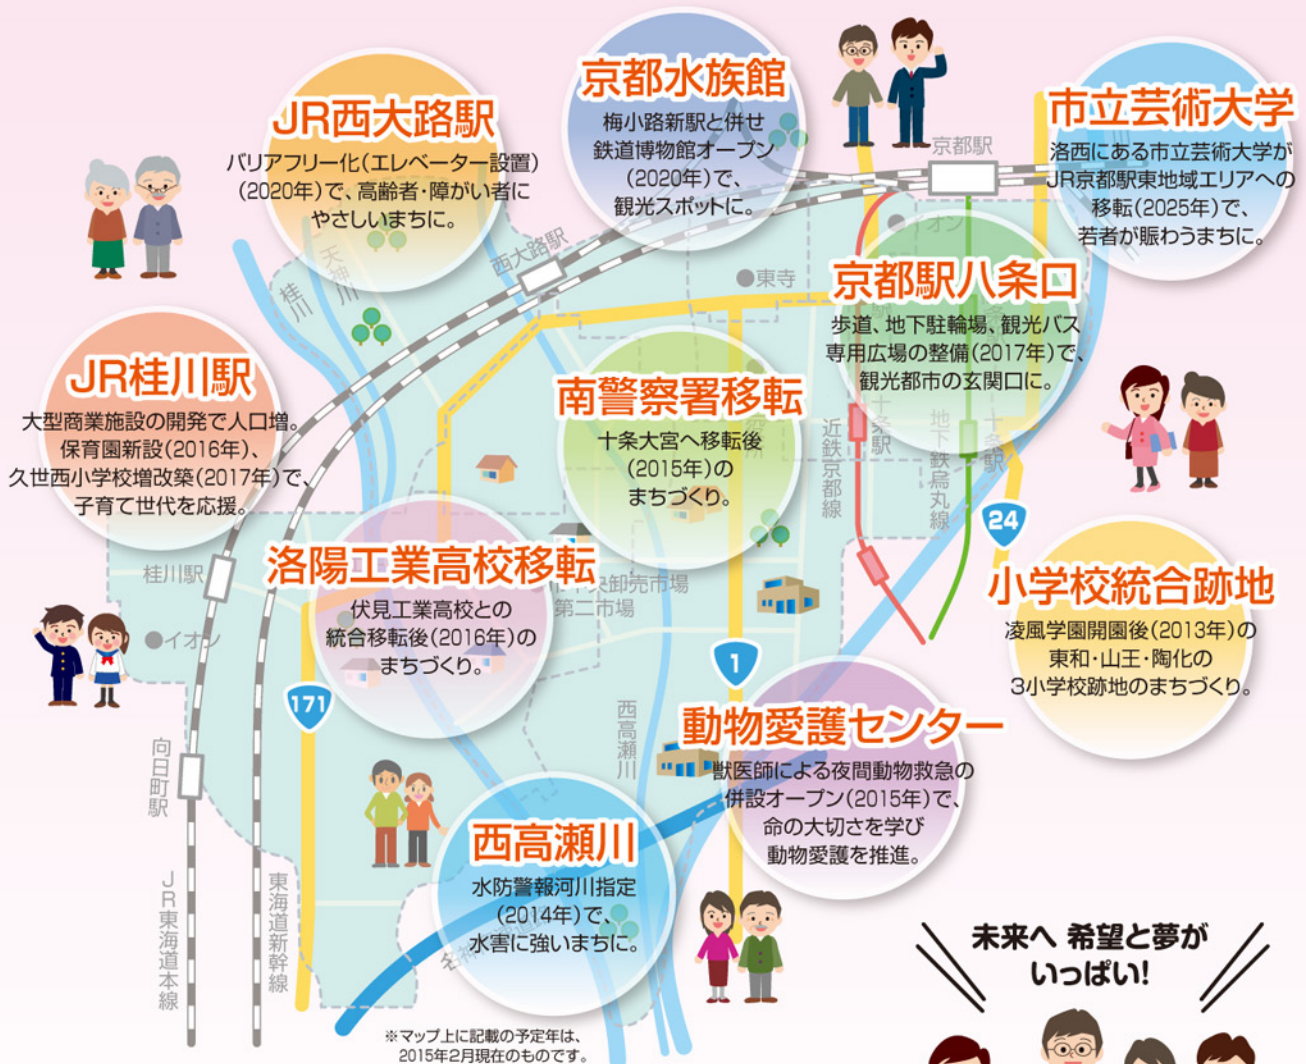 JR西大路駅
バリアフリー化(エレベーター設置)
(2020年)で、高齢者・障がい者に
やさしいまちに。
京都水族館
梅小路新駅と併せ
鉄道博物館オープン
(2020年)で、
観光スポットに。
市立芸術大学
洛西にある市立芸術大学が
JR京都駅東地域エリアへの
移転(2025年)で、
若者が賑わうまちに。
京都駅
イオン
西大路駅
天神川
桂川
●東寺
京都駅八条口
歩道、地下駐輪場、観光バス
専用広場の整備(2017年)で、
観光都市の玄関口に。
JR桂川駅
大型商業施設の開発で人口増。
保育園新設(2016年)、
久世西小学校増改築(2017年)で、
子育て世代を応援。
南警察署移転
十条大宮へ移転後
(2015年)の
まちづくり。
近鉄京都線
十条駅
地下鉄烏丸線
十条駅
24
洛陽工業高校移転
伏見工業高校との
統合移転後(2016年)の
まちづくり。
央卸売市場
第二市場
桂川駅
●イオン
小学校統合跡地
凌風学園開園後(2013年)の
東和・山王・陶化の
3小学校跡地のまちづくり。
1
171
西高瀬川
向日町駅
動物愛護センター
獣医師による夜間動物救急の
併設オープン(2015年)で、
命の大切さを学び
動物愛護を推進。
西高瀬川
水防警報河川指定
(2014年)で、
水害に強いまちに。
JR東海道本線
東海道新幹線
未来へ 希望と夢が
いっぱい!
※マップ上に記載の予定年は、
2015年2月現在のものです。